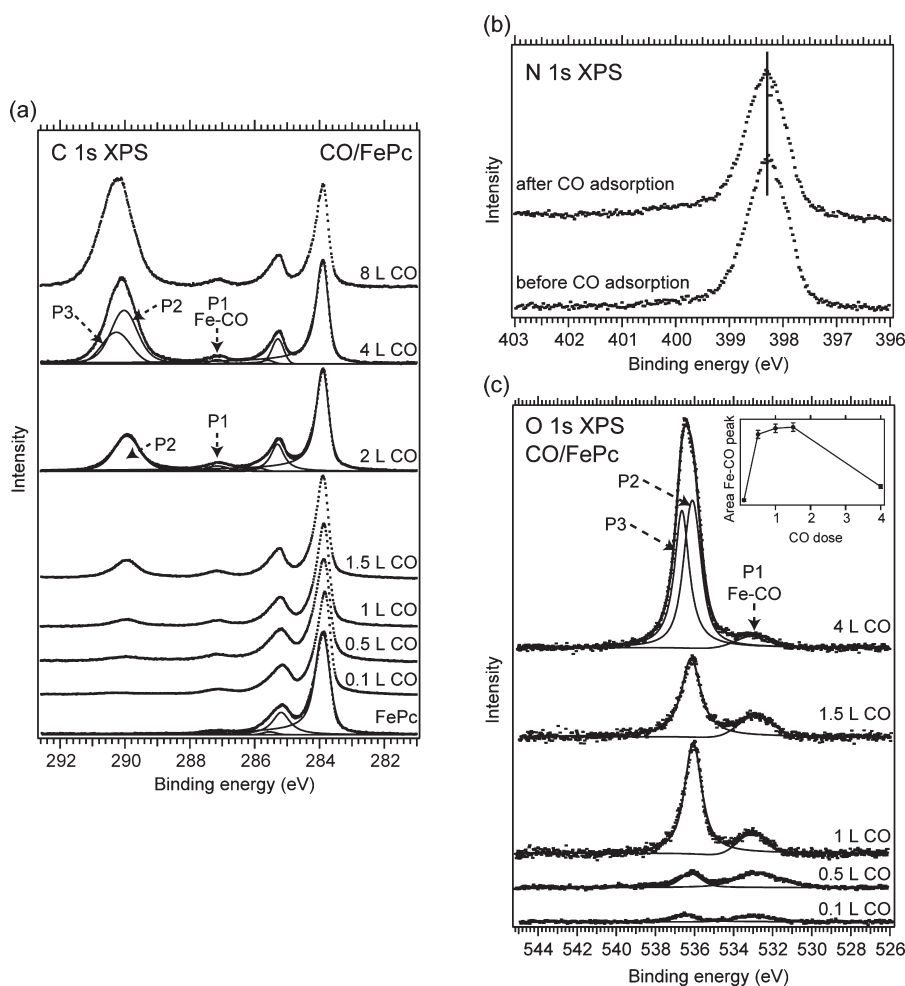 (a)
C 1s XPS CO/FePc
8 L CO
P3 P2 P1
Fe-CO
4 L CO
P2 P1
2 L CO
1.5 L CO
1 L CO
0.5 L CO
0.1 L CO
FePc
Intensity
292 290 288 286 284 282
Binding energy (eV)
(b)
N 1s XPS
after CO adsorption
before CO adsorption
Intensity
403 402 401 400 399 398 397 396
Binding energy (eV)
(c)
O 1s XPS
CO/FePc
Area Fe-CO peak
0 1 2 3 4
CO dose
P2
P3
P1
Fe-CO
4 L CO
1.5 L CO
1 L CO
0.5 L CO
0.1 L CO
Intensity
544 542 540 538 536 534 532 530 528 526
Binding energy (eV)